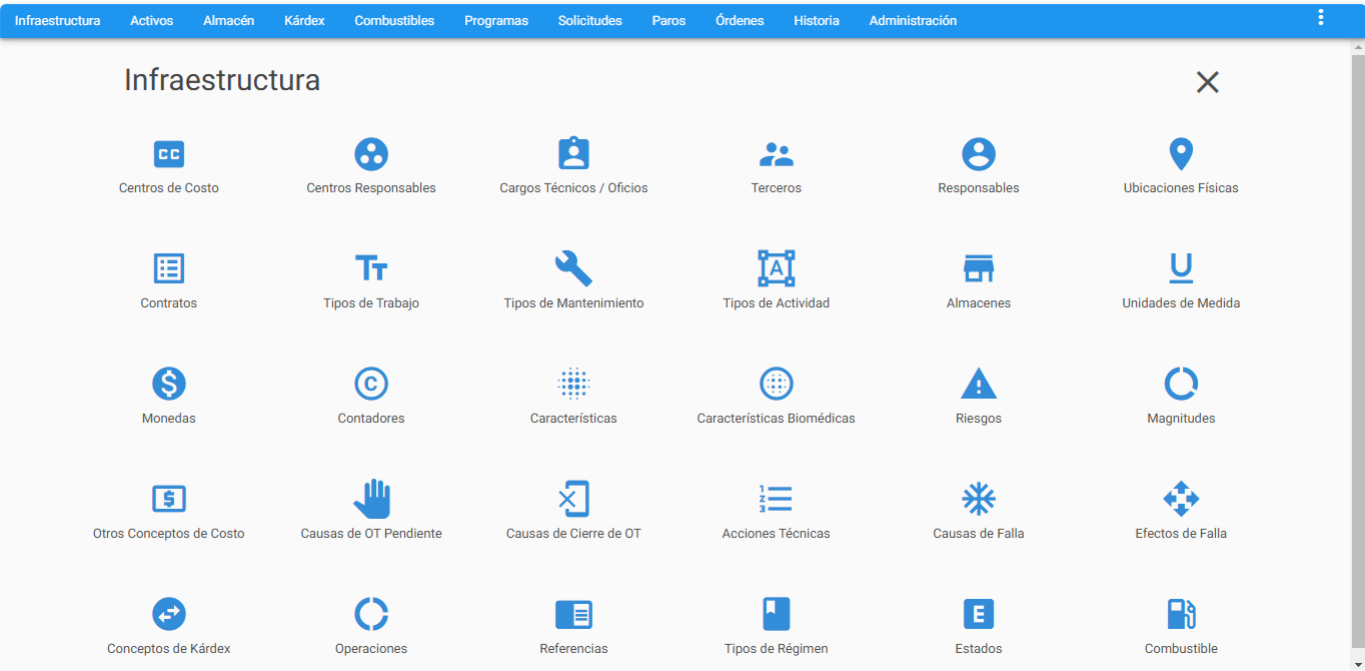 Infraestructura Activos Almacén Kárdex Combustibles Programas Solicitudes Paros Órdenes Historia Administración
Infraestructura
CC
Centros de Costo Centros Responsables Cargos Técnicos / Oficios Terceros Responsables Ubicaciones Físicas
Tt A U
Contratos Tipos de Trabajo Tipos de Mantenimiento Tipos de Actividad Almacenes Unidades de Medida
$ C !
Monedas Contadores Características Características Biomédicas Riesgos Magnitudes
$ 1 2 3
Otros Conceptos de Costo Causas de OT Pendiente Causas de Cierre de OT Acciones Técnicas Causas de Falla Efectos de Falla
E
Conceptos de Kárdex Operaciones Referencias Tipos de Régimen Estados Combustible